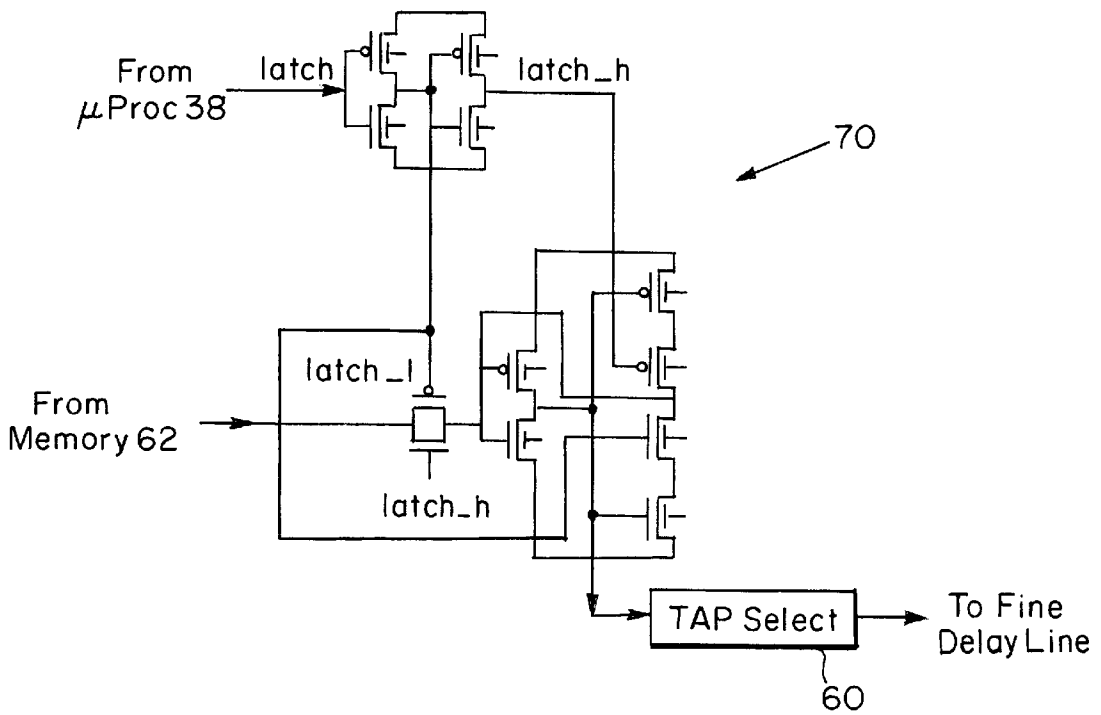 From
μProc 38
latch
latch_h
70
latch_l
From
Memory 62
latch_h
TAP Select
To Fine
Delay Line
60